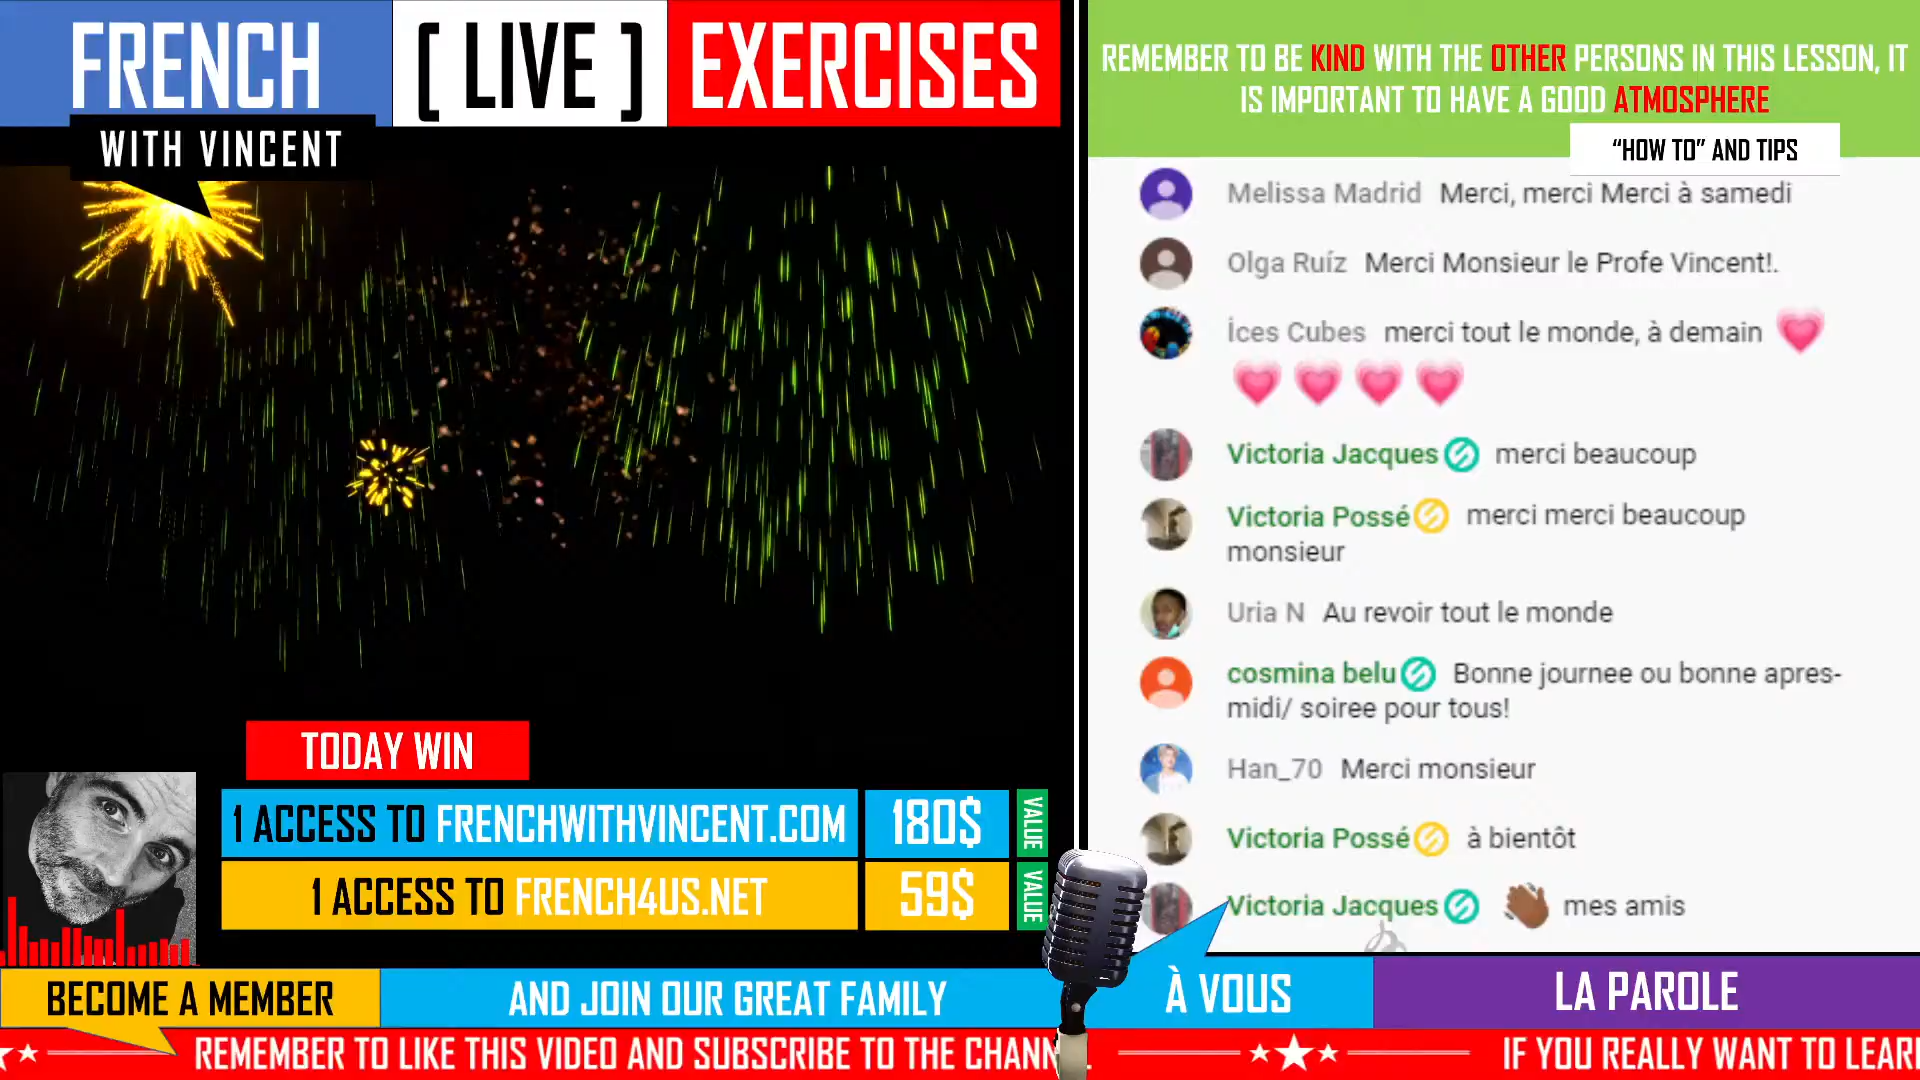 FRENCH
[ LIVE ]
EXERCISES
WITH VINCENT
REMEMBER TO BE KIND WITH THE OTHER PERSONS IN THIS LESSON, IT
IS IMPORTANT TO HAVE A GOOD ATMOSPHERE
“HOW TO” AND TIPS
Melissa Madrid Merci, merci Merci à samedi
Olga Ruíz Merci Monsieur le Profe Vincent!.
İces Cubes merci tout le monde, à demain
Victoria Jacques merci beaucoup
Victoria Possé merci merci beaucoup
monsieur
Uria N Au revoir tout le monde
cosmina belu Bonne journee ou bonne apres-
midi/ soiree pour tous!
Han_70 Merci monsieur
Victoria Possé à bientôt
Victoria Jacques mes amis
TODAY WIN
1 ACCESS TO FRENCHWITHVINCENT.COM 180$ VALUE
1 ACCESS TO FRENCH4US.NET 59$ VALUE
BECOME A MEMBER
AND JOIN OUR GREAT FAMILY
À VOUS
LA PAROLE
REMEMBER TO LIKE THIS VIDEO AND SUBSCRIBE TO THE CHANN
IF YOU REALLY WANT TO LEAR